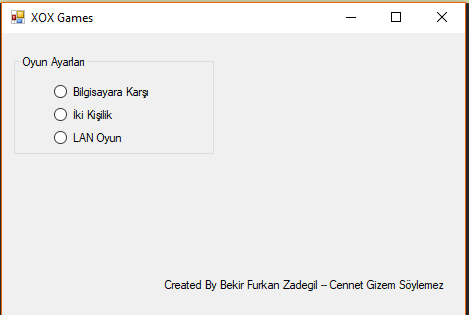 XOX Games
Oyun Ayarları
Bilgisayara Karşı
İki Kişilik
LAN Oyun
Created By Bekir Furkan Zadegil -- Cennet Gizem Söylemez